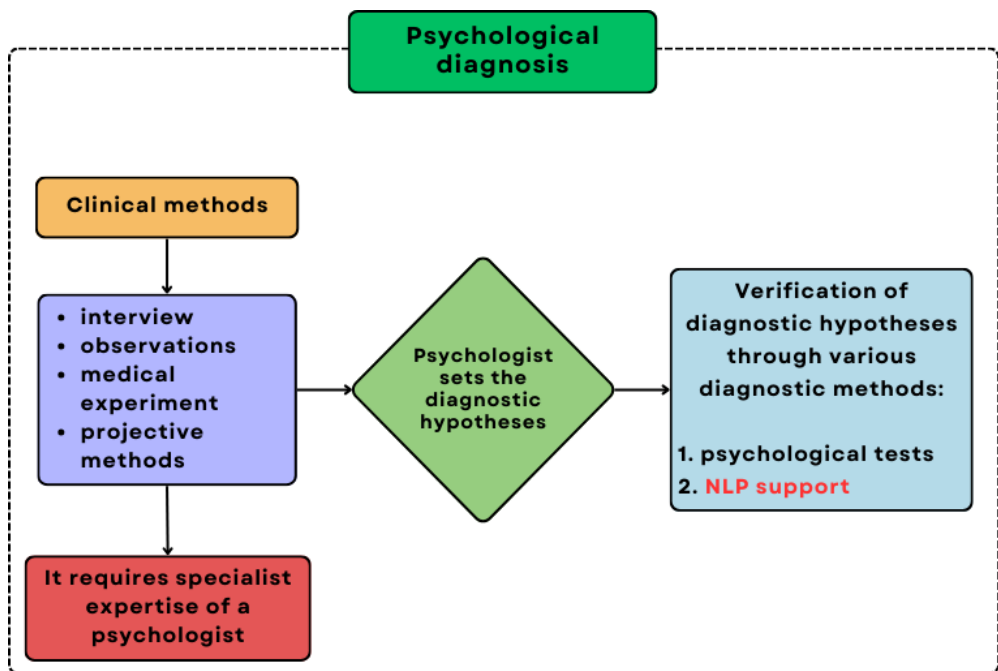 Psychological
diagnosis
Clinical methods
• interview
• observations
• medical
experiment
• projective
methods
It requires specialist
expertise of a
psychologist
Psychologist
sets the
diagnostic
hypotheses
Verification of
diagnostic hypotheses
through various
diagnostic methods:
1. psychological tests
2. NLP support